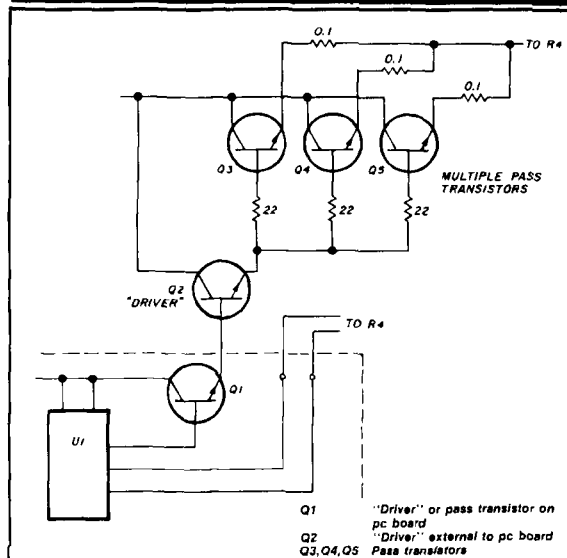 0.1
TO R4
0.1
0.1
Q3
Q4
Q5
MULTIPLE PASS
TRANSISTORS
22
22
22
Q2
"DRIVER"
TO R4
Q1
U1
Q1 "Driver" or pass transistor on
pc board
Q2 "Driver" external to pc board
Q3,Q4,Q5 Pass transistors